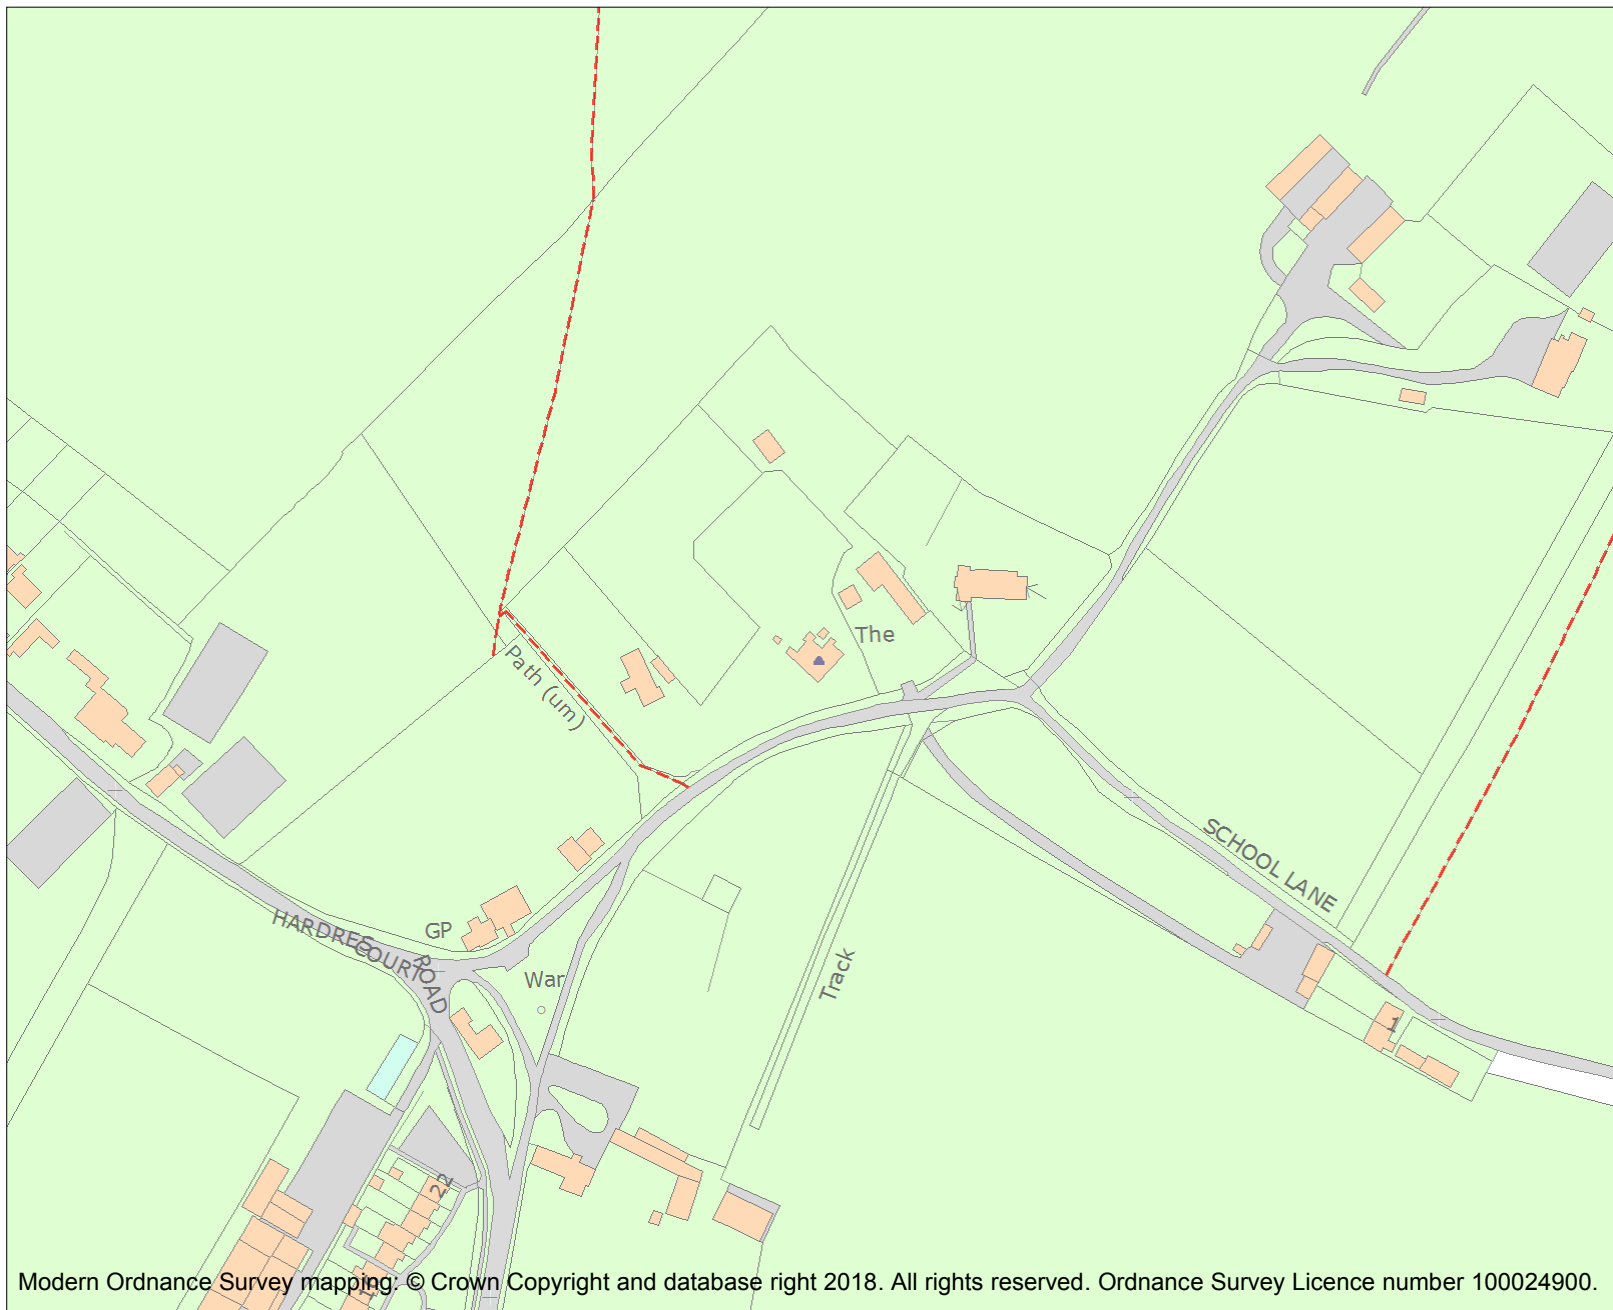 The
Path (um)
SCHOOL LANE
GP
HARDRES
COURT
ROAD
War
Track
1
22
Modern Ordnance Survey mapping: © Crown Copyright and database right 2018. All rights reserved. Ordnance Survey Licence number 100024900.